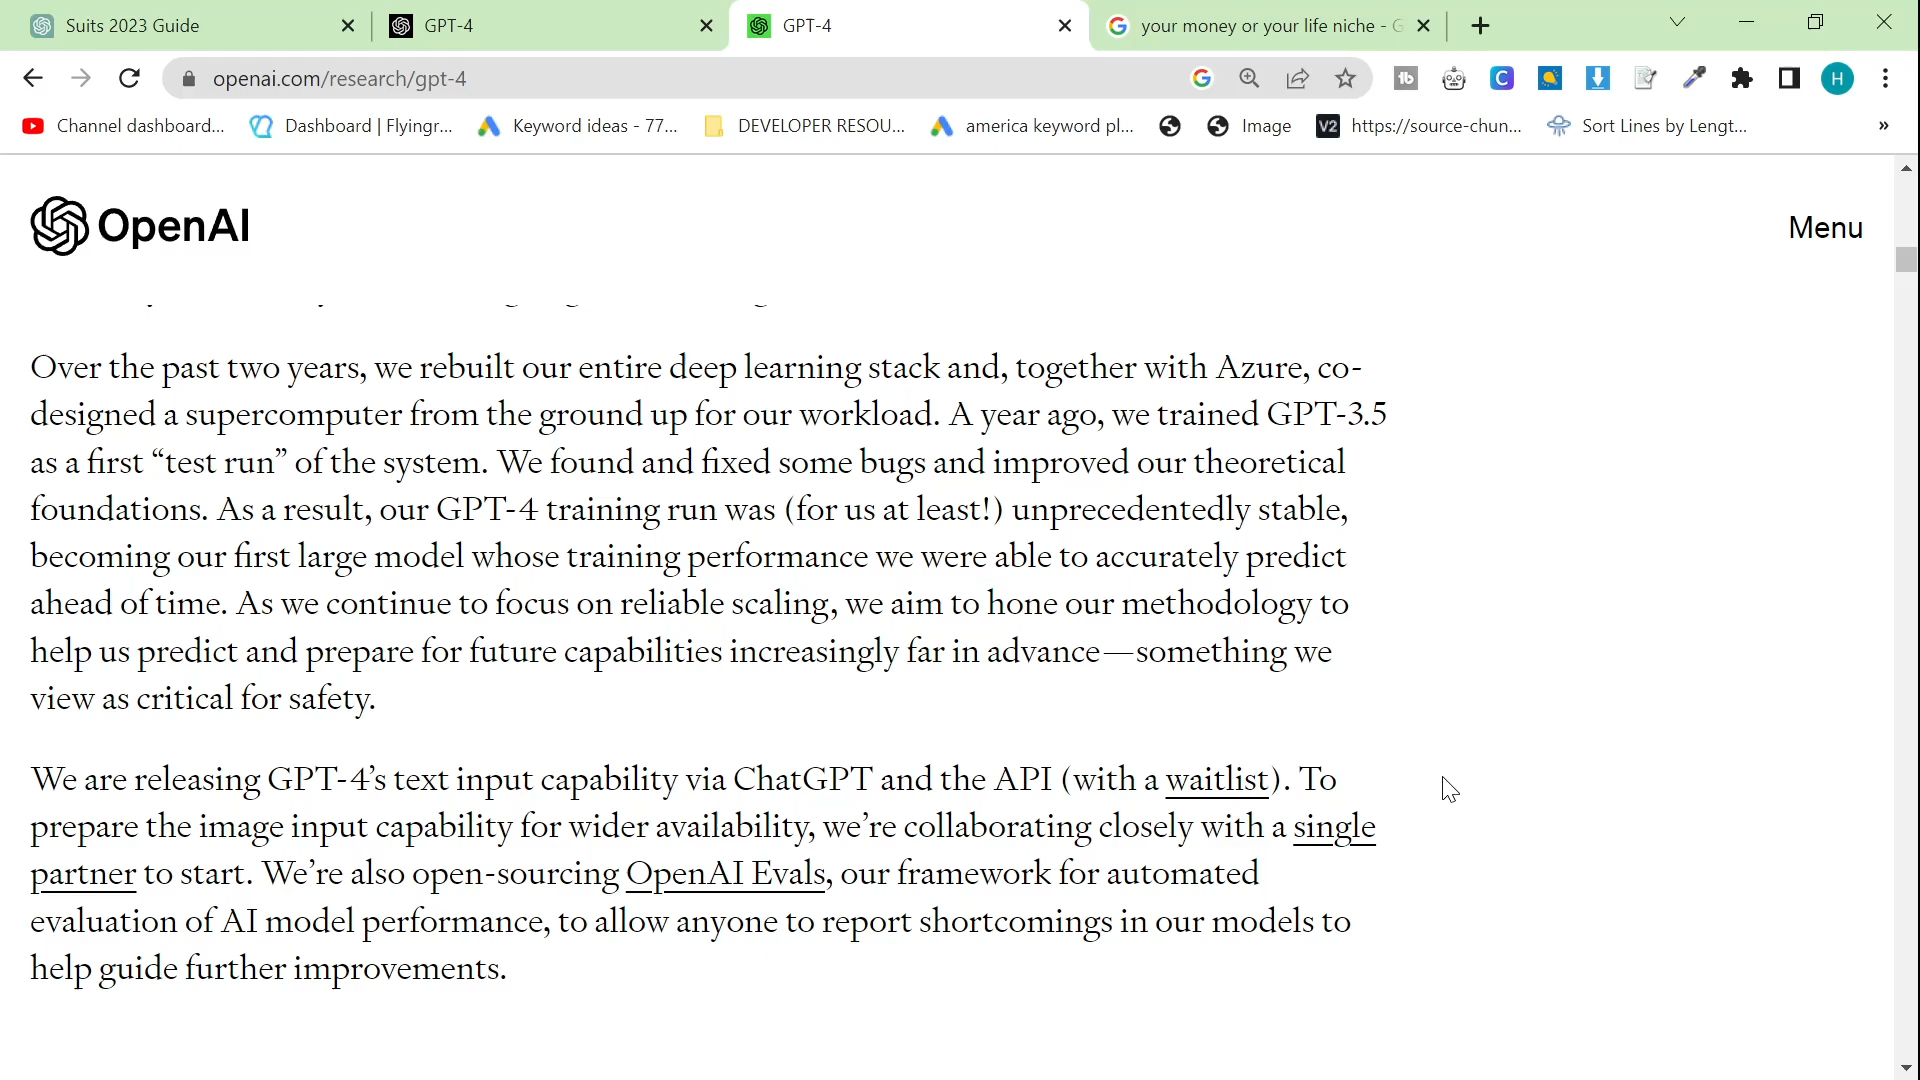 Suits 2023 Guide
GPT-4
GPT-4
your money or your life niche - G
openai.com/research/gpt-4
H
Channel dashboard...
Dashboard | Flyingr...
Keyword ideas - 77...
DEVELOPER RESOU...
america keyword pl...
Image
V2
https://source-chun...
Sort Lines by Lengt...
»
OpenAI
Menu
Over the past two years, we rebuilt our entire deep learning stack and, together with Azure, co-
designed a supercomputer from the ground up for our workload. A year ago, we trained GPT-3.5
as a first “test run” of the system. We found and fixed some bugs and improved our theoretical
foundations. As a result, our GPT-4 training run was (for us at least!) unprecedentedly stable,
becoming our first large model whose training performance we were able to accurately predict
ahead of time. As we continue to focus on reliable scaling, we aim to hone our methodology to
help us predict and prepare for future capabilities increasingly far in advance—something we
view as critical for safety.
We are releasing GPT-4’s text input capability via ChatGPT and the API (with a waitlist). To
prepare the image input capability for wider availability, we’re collaborating closely with a single
partner to start. We’re also open-sourcing OpenAI Evals, our framework for automated
evaluation of AI model performance, to allow anyone to report shortcomings in our models to
help guide further improvements.